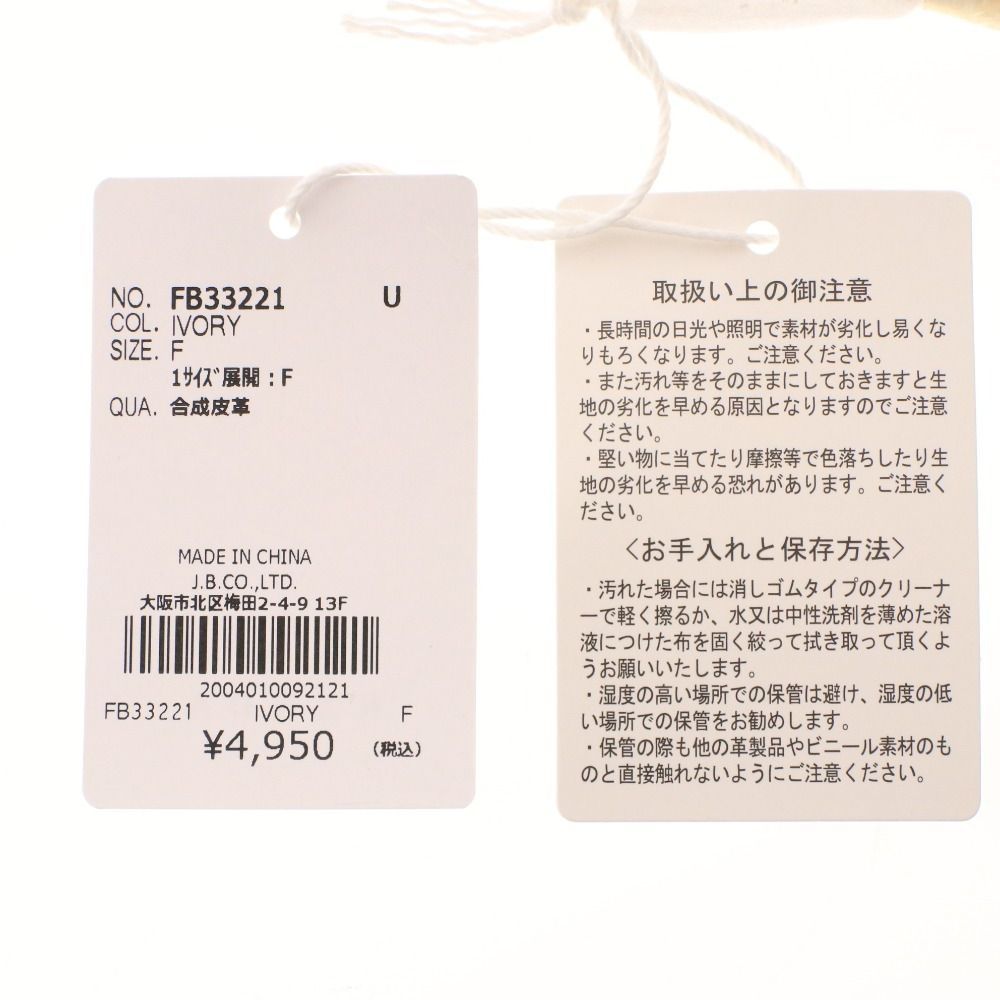 NO. FB33221 U
COL. IVORY
SIZE. F
1ｻｲｽﾞ展開：F
QUA. 合成皮革
MADE IN CHINA
J.B.CO.,LTD.
大阪市北区梅田2-4-9 13F
2004010092121
FB33221 IVORY F
¥4,950 (税込)
取扱い上の御注意
・長時間の日光や照明で素材が劣化し易くな
りもろくなります。ご注意ください。
・また汚れ等をそのままにしておきますと生
地の劣化を早める原因となりますのでご注意
ください。
・堅い物に当てたり摩擦等で色落ちしたり生
地の劣化を早める恐れがあります。ご注意く
ださい。
＜お手入れと保存方法＞
・汚れた場合には消しゴムタイプのクリーナ
ーで軽く擦るか、水又は中性洗剤を薄めた溶
液につけた布を固く絞って拭き取って頂くよ
うお願いいたします。
・湿度の高い場所での保管は避け、湿度の低
い場所での保管をお勧めします。
・保管の際も他の革製品やビニール素材のも
のと直接触れないようにご注意ください。